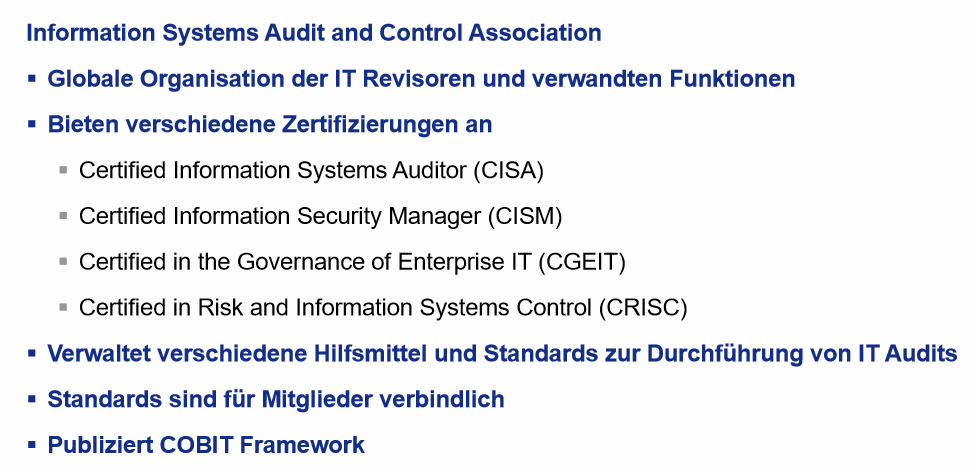 Information Systems Audit and Control Association
▪ Globale Organisation der IT Revisoren und verwandten Funktionen
▪ Bieten verschiedene Zertifizierungen an
▪ Certified Information Systems Auditor (CISA)
▪ Certified Information Security Manager (CISM)
▪ Certified in the Governance of Enterprise IT (CGEIT)
▪ Certified in Risk and Information Systems Control (CRISC)
▪ Verwaltet verschiedene Hilfsmittel und Standards zur Durchführung von IT Audits
▪ Standards sind für Mitglieder verbindlich
▪ Publiziert COBIT Framework